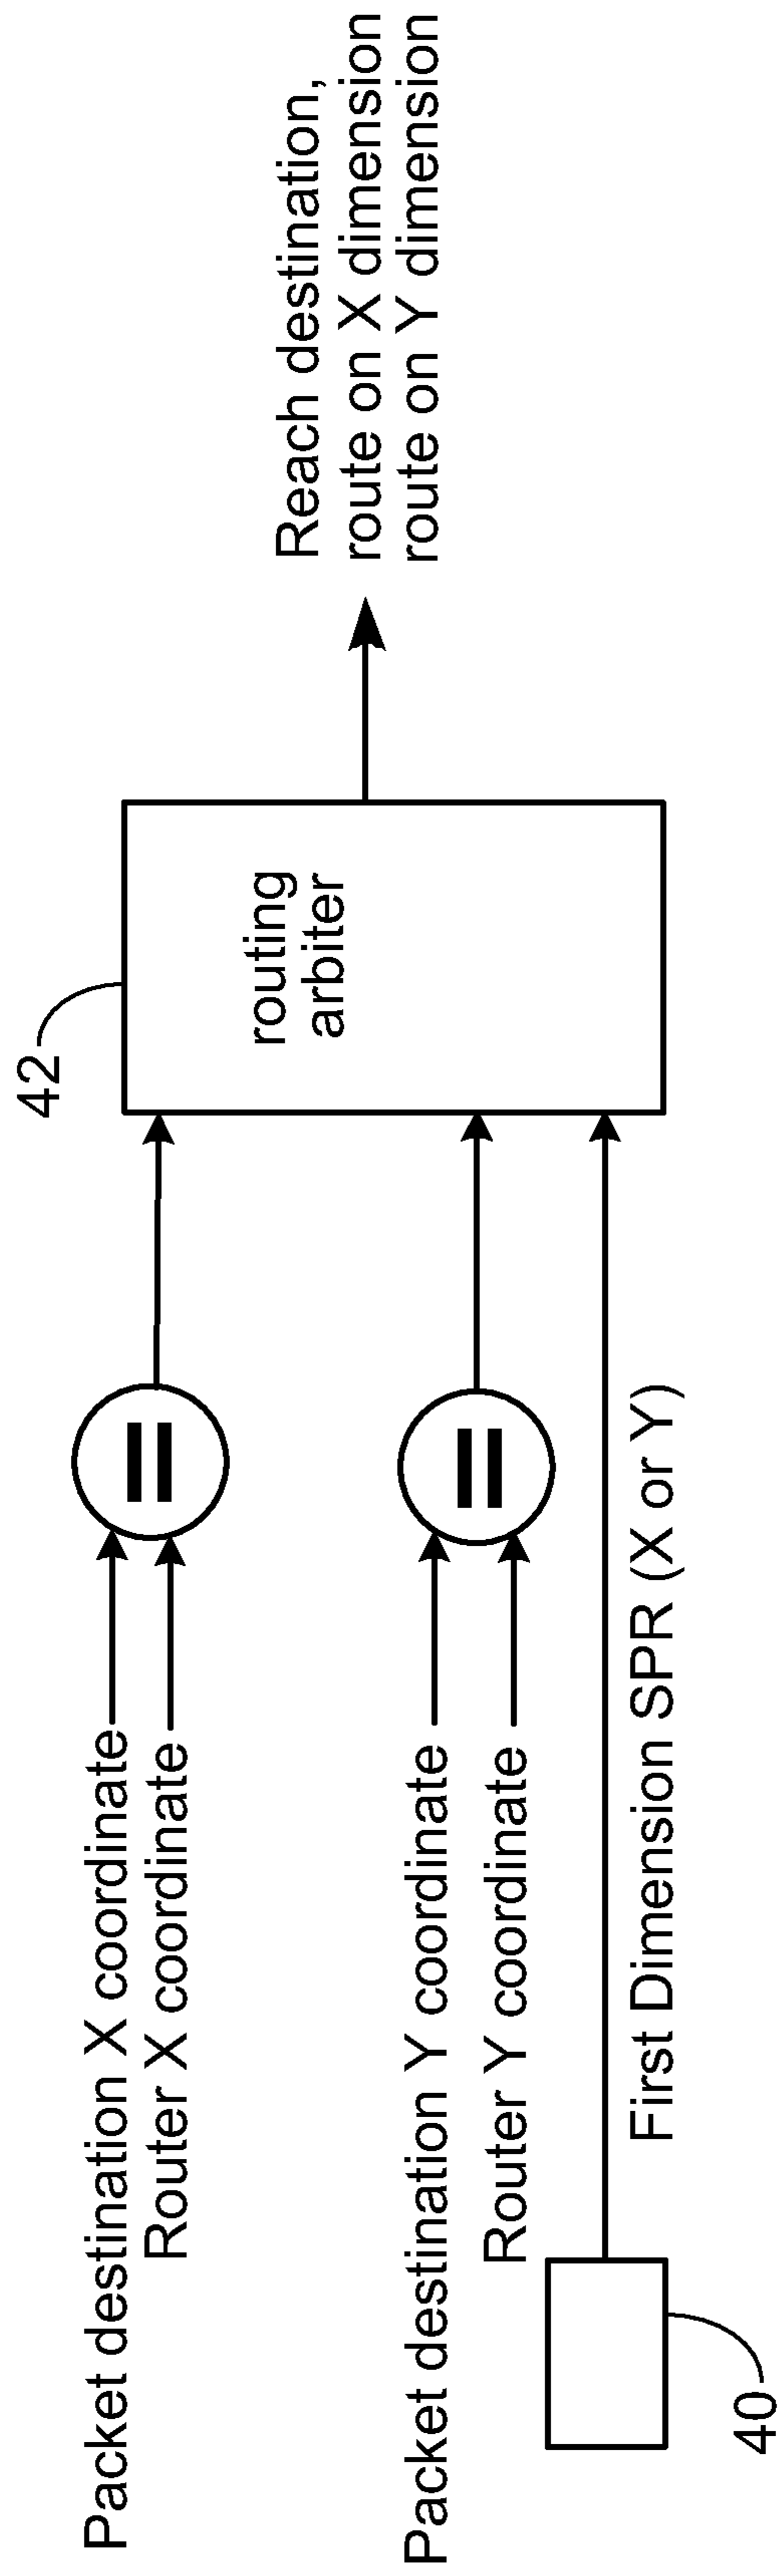 Packet destination X coordinate
Router X coordinate
Packet destination Y coordinate
Router Y coordinate
40
First Dimension SPR (X or Y)
=
=
42
routing
arbiter
Reach destination,
route on X dimension
route on Y dimension